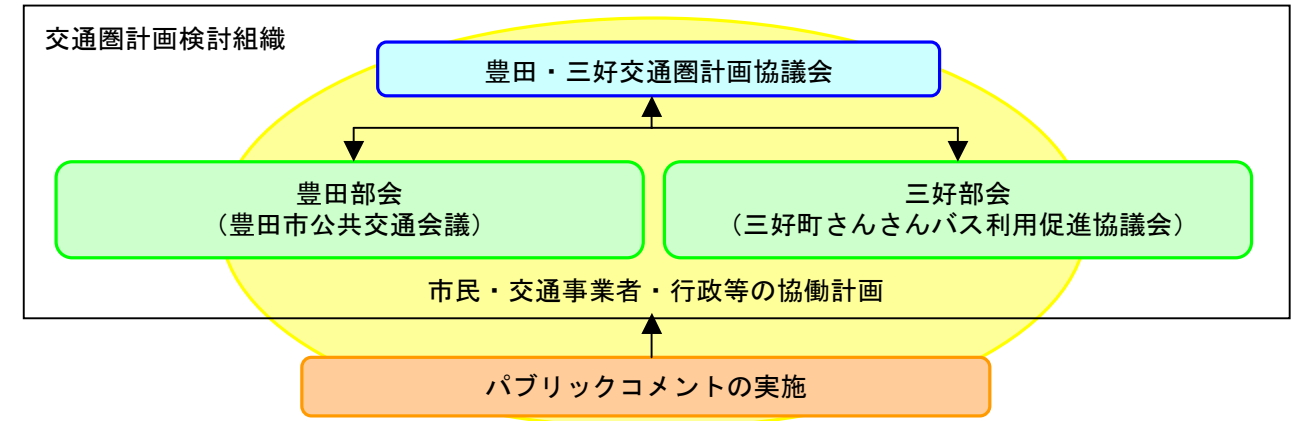 交通圏計画検討組織
豊田・三好交通圏計画協議会
豊田部会
（豊田市公共交通会議）
三好部会
（三好町さんさんバス利用促進協議会）
市民・交通事業者・行政等の協働計画
パブリックコメントの実施